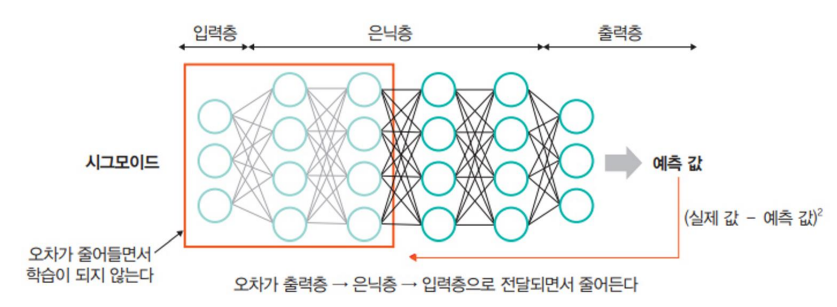 입력층
은닉층
출력층
시그모이드
예측 값
(실제 값 - 예측 값)²
오차가 줄어들면서
학습이 되지 않는다
오차가 출력층 → 은닉층 → 입력층으로 전달되면서 줄어든다